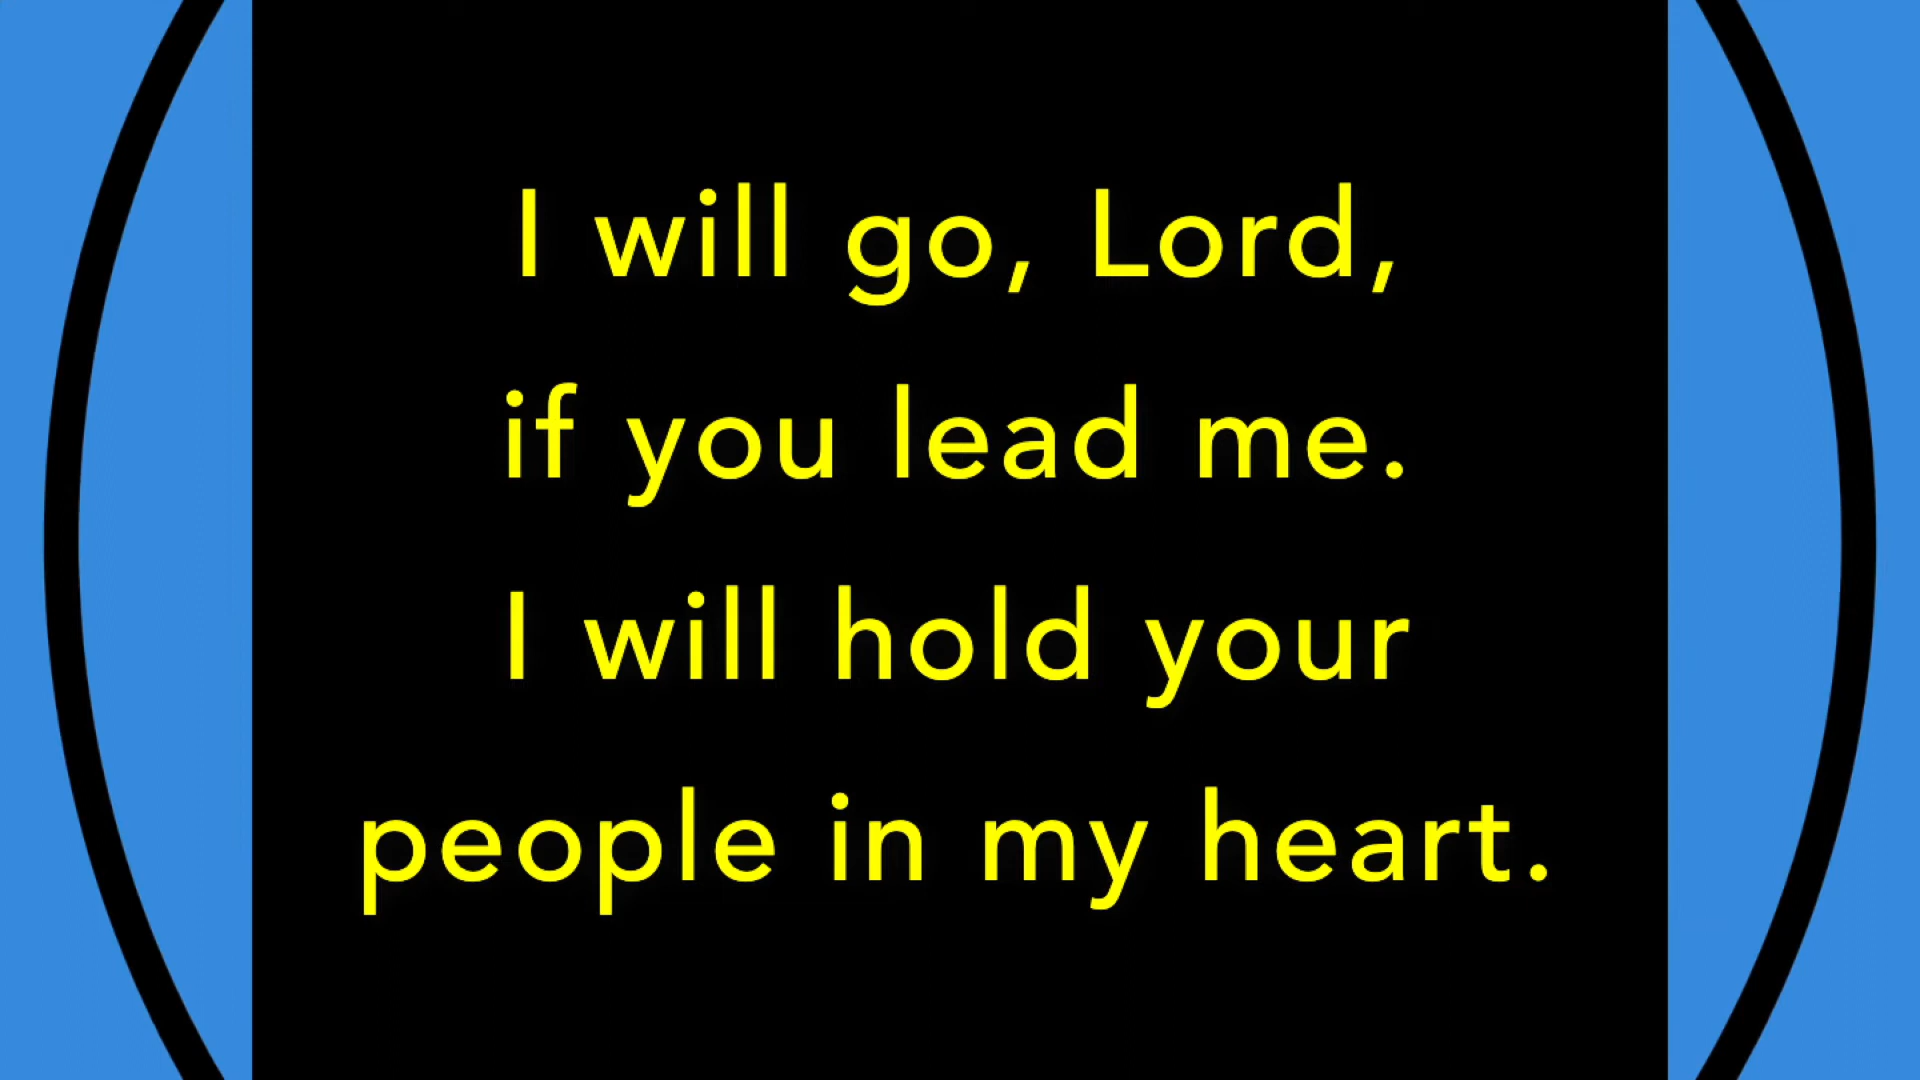 I will go, Lord,
if you lead me.
I will hold your
people in my heart.